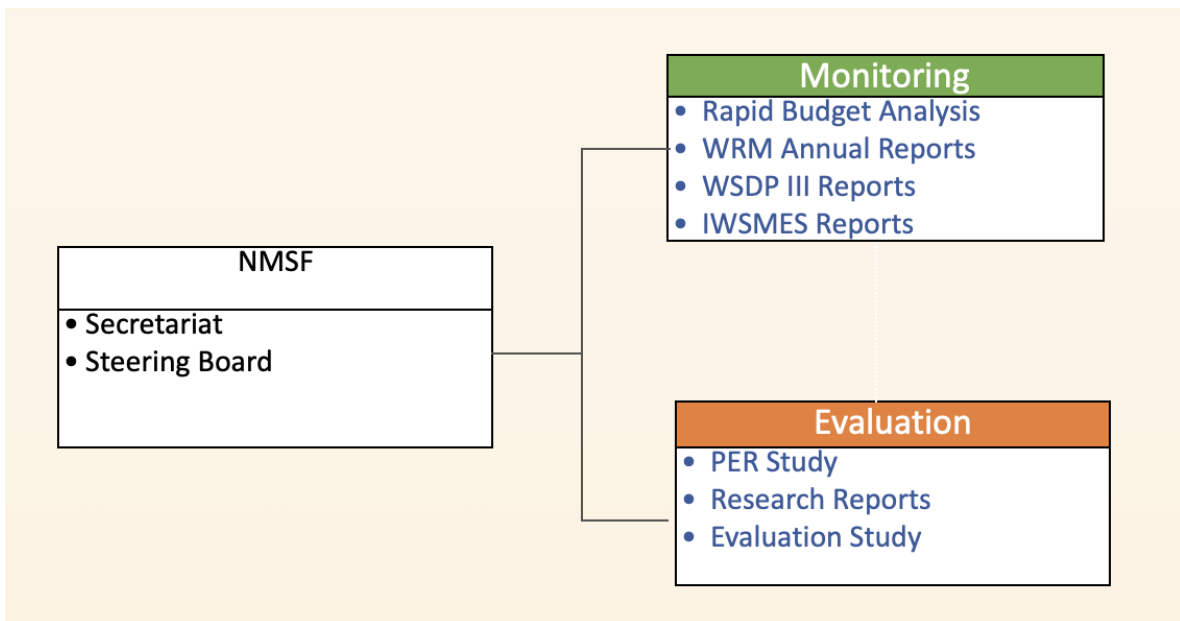 NMSF
• Secretariat
• Steering Board
Monitoring
• Rapid Budget Analysis
• WRM Annual Reports
• WSDP III Reports
• IWSMES Reports
Evaluation
• PER Study
• Research Reports
• Evaluation Study